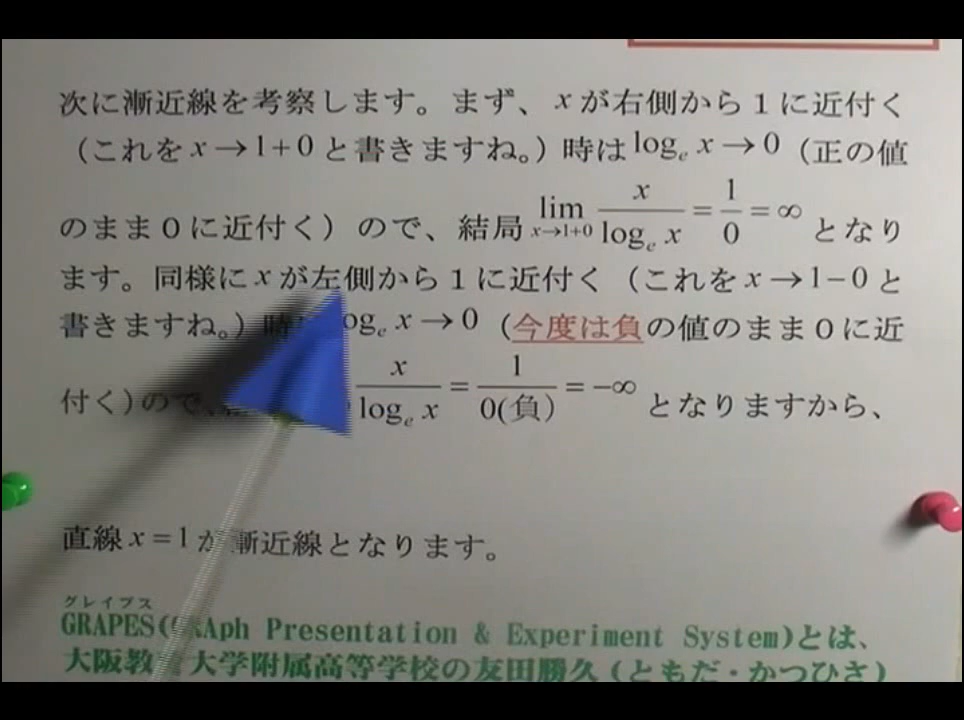 次に漸近線を考察します。まず、xが右側から1に近付く
（これをx→1+0と書きますね。）時はlog_e x→0（正の値
のまま0に近付く）ので、結局 lim_{x→1+0} x/log_e x = 1/0 = ∞ となり
ます。同様にxが左側から1に近付く（これをx→1−0と
書きますね。）時 og_e x→0（今度は負の値のまま0に近
付く)ので、 x/log_e x = 1/0(負) = −∞ となりますから、
直線x=1が漸近線となります。
グレイプス
GRAPES(GRAph Presentation & Experiment System)とは、
大阪教 大学附属高等学校の友田勝久（ともだ・かつひさ）